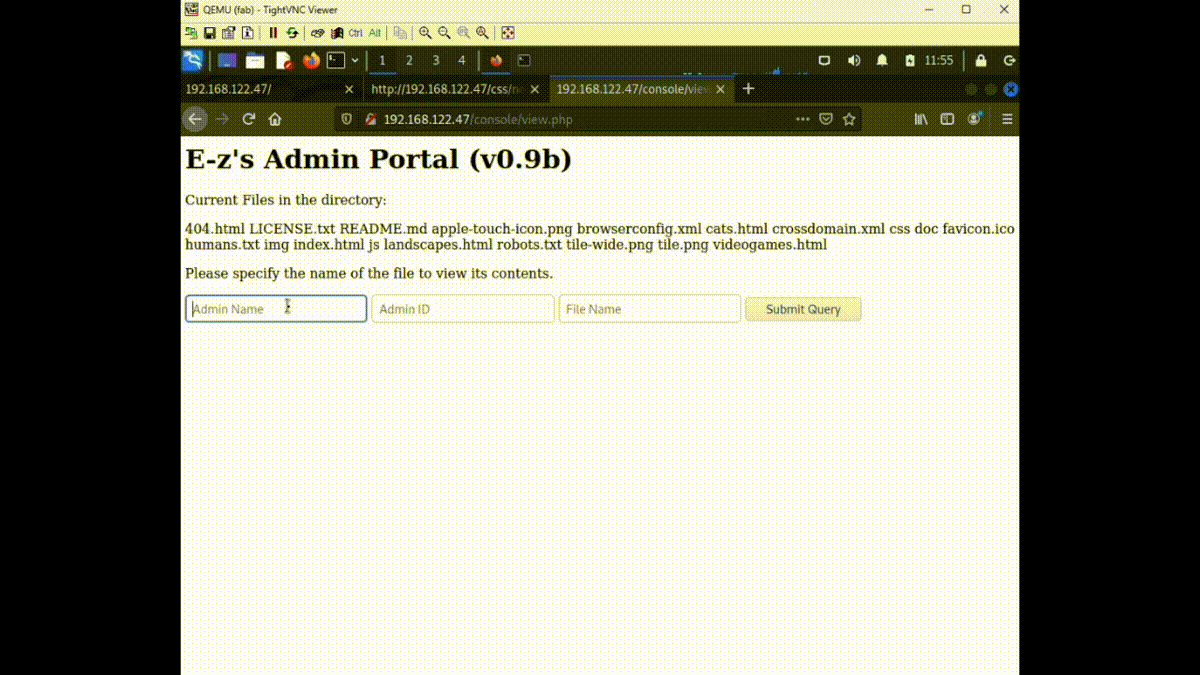 QEMU (fab) - TightVNC Viewer
Ctrl Alt
1 2 3 4 11:55
192.168.122.47/ http://192.168.122.47/css/ 192.168.122.47/console/view
192.168.122.47/console/view.php
E-z's Admin Portal (v0.9b)
Current Files in the directory:
404.html LICENSE.txt README.md apple-touch-icon.png browserconfig.xml cats.html crossdomain.xml css doc favicon.ico
humans.txt img index.html js landscapes.html robots.txt tile-wide.png tile.png videogames.html
Please specify the name of the file to view its contents.
Admin Name Admin ID File Name Submit Query